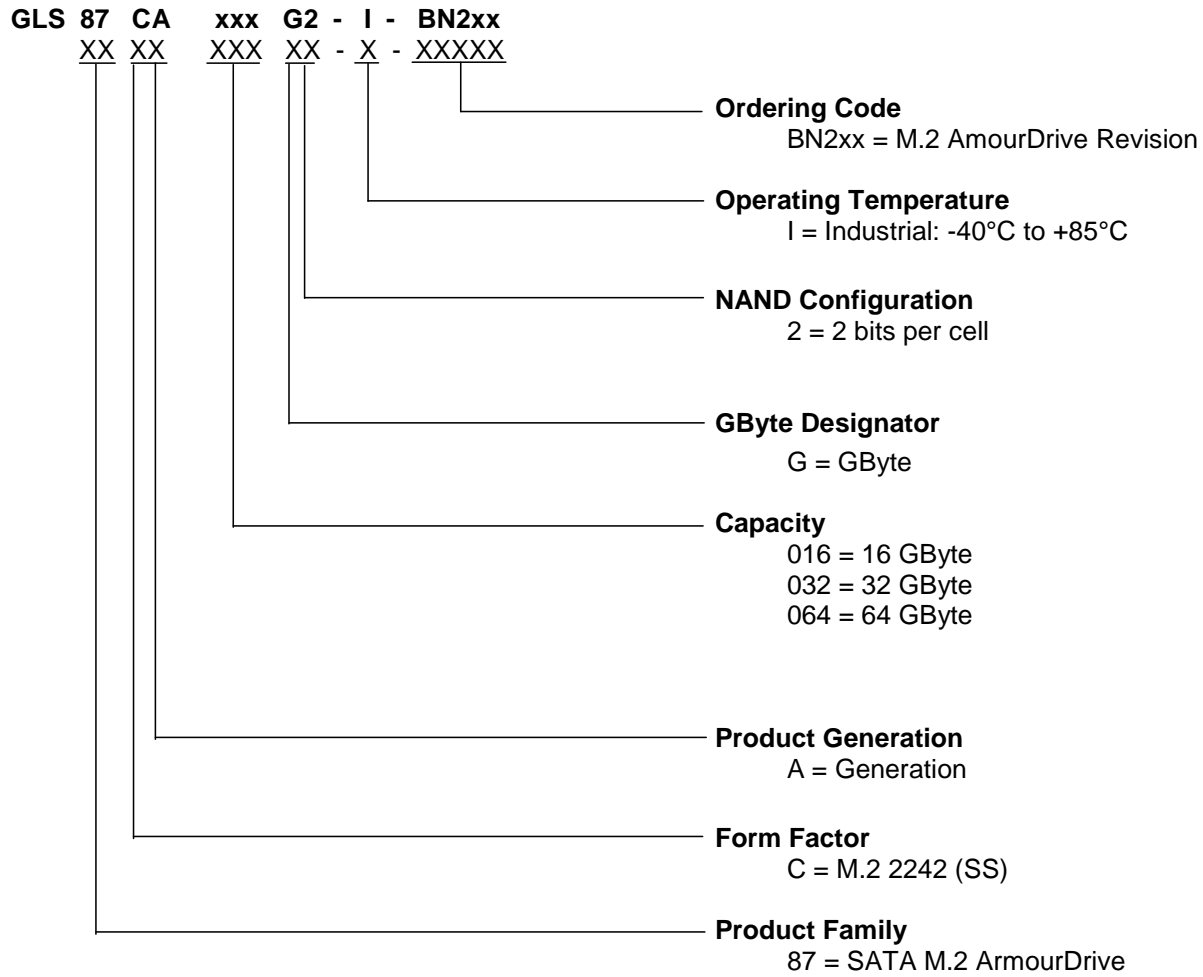 GLS 87 CA xxx G2 - I - BN2xx
XX XX XXX XX - X - XXXXX
Ordering Code
BN2xx = M.2 AmourDrive Revision
Operating Temperature
I = Industrial: -40°C to +85°C
NAND Configuration
2 = 2 bits per cell
GByte Designator
G = GByte
Capacity
016 = 16 GByte
032 = 32 GByte
064 = 64 GByte
Product Generation
A = Generation
Form Factor
C = M.2 2242 (SS)
Product Family
87 = SATA M.2 ArmourDrive